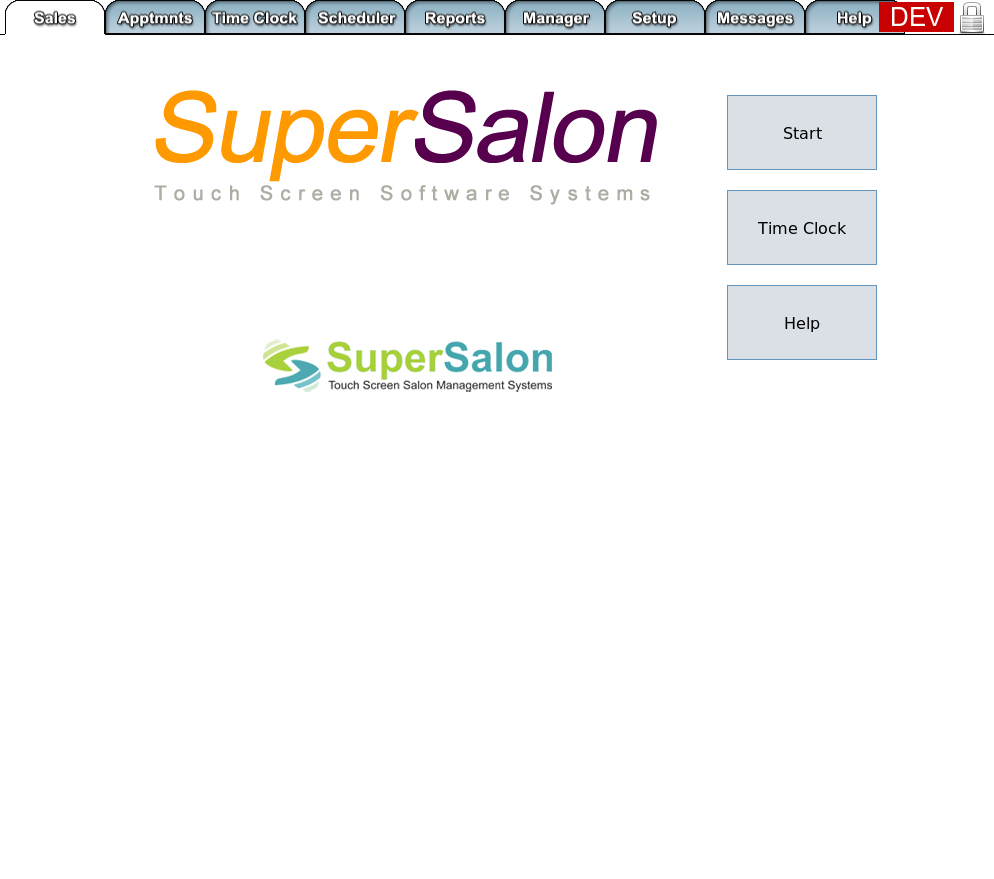 Sales Apptmnts Time Clock Scheduler Reports Manager Setup Messages Help DEV
SuperSalon
Touch Screen Software Systems
Start
Time Clock
Help
SuperSalon
Touch Screen Salon Management Systems